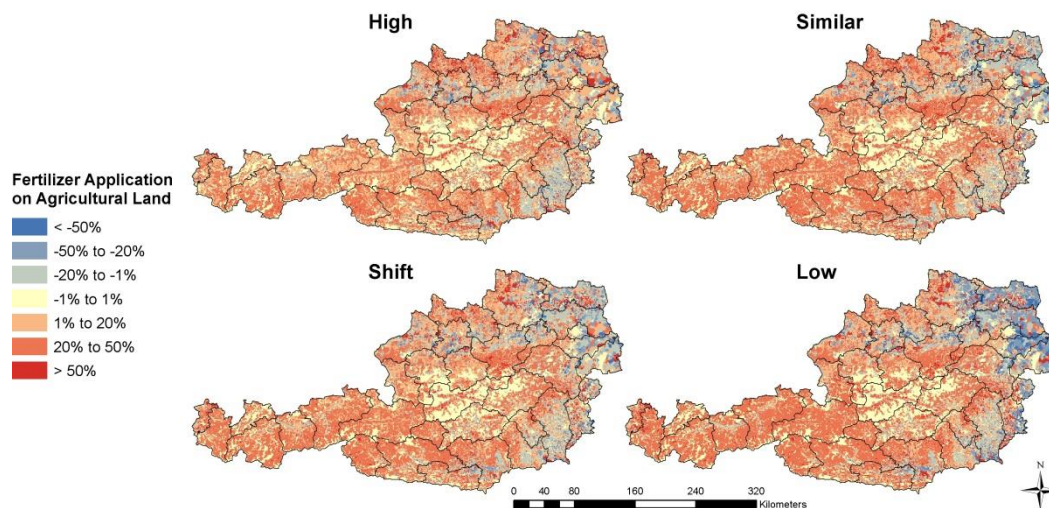 High
Similar
Fertilizer Application
on Agricultural Land
< -50%
-50% to -20%
-20% to -1%
-1% to 1%
1% to 20%
20% to 50%
> 50%
Shift
Low
N
0 20 40 80 160 240 320
Kilometers